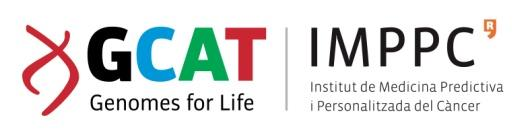 GCAT
Genomes for Life
IMPPC R
Institut de Medicina Predictiva
i Personalitzada del Càncer